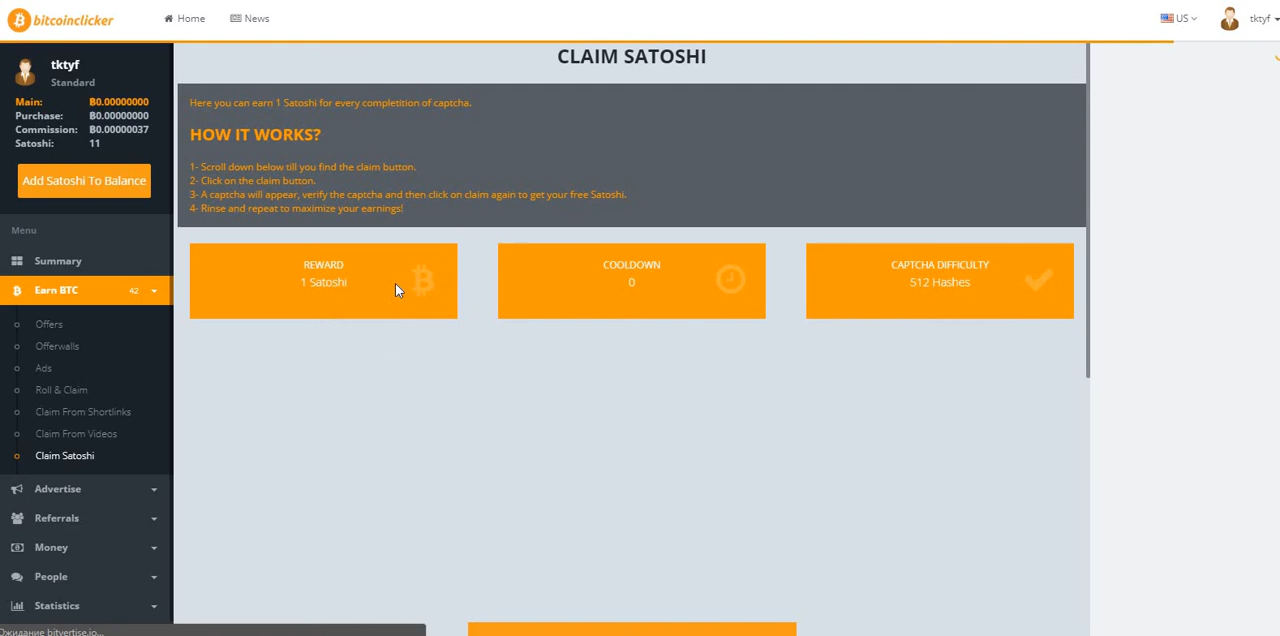 bitcoinclicker
Home
News
US
tktyf
tktyf
Standard
Main: ฿0.00000000
Purchase: ฿0.00000000
Commission: ฿0.00000037
Satoshi: 11
Add Satoshi To Balance
Menu
Summary
Earn BTC 42
Offers
Offerwalls
Ads
Roll & Claim
Claim From Shortlinks
Claim From Videos
Claim Satoshi
Advertise
Referrals
Money
People
Statistics
CLAIM SATOSHI
Here you can earn 1 Satoshi for every completition of captcha.
HOW IT WORKS?
1- Scroll down below till you find the claim button.
2- Click on the claim button.
3- A captcha will appear, verify the captcha and then click on claim again to get your free Satoshi.
4- Rinse and repeat to maximize your earnings!
REWARD
1 Satoshi
COOLDOWN
0
CAPTCHA DIFFICULTY
512 Hashes
Ожидание bitvertise.io...